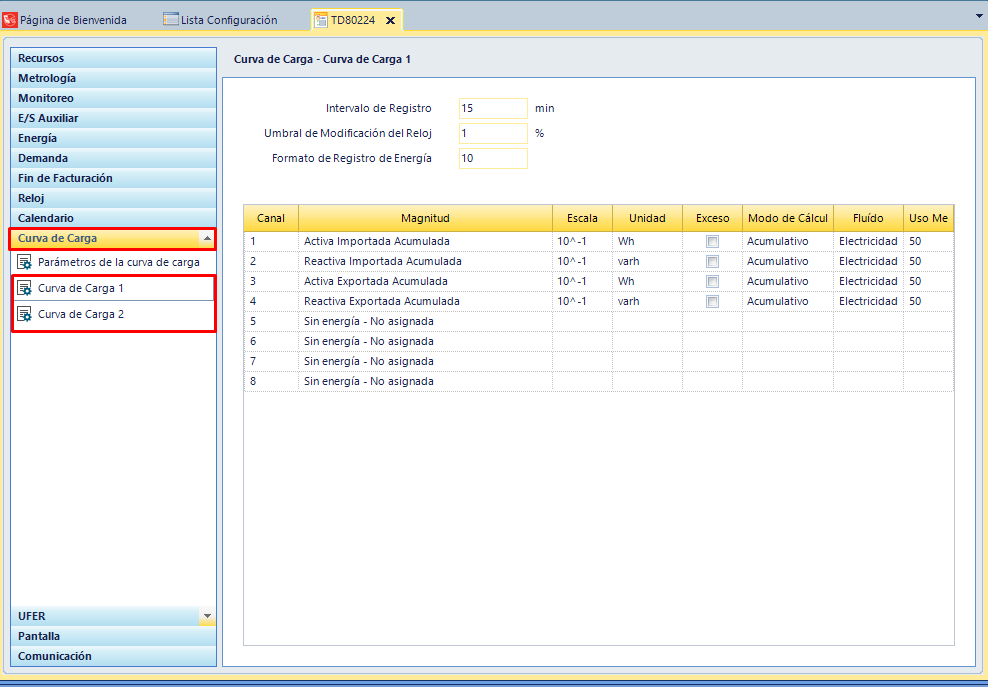 Página de Bienvenida
Lista Configuración
TD80224
Recursos
Metrología
Monitoreo
E/S Auxiliar
Energía
Demanda
Fin de Facturación
Reloj
Calendario
Curva de Carga
Parámetros de la curva de carga
Curva de Carga 1
Curva de Carga 2
UFER
Pantalla
Comunicación
Curva de Carga - Curva de Carga 1
Intervalo de Registro 15 min
Umbral de Modificación del Reloj 1 %
Formato de Registro de Energía 10
Canal Magnitud Escala Unidad Exceso Modo de Cálcul Fluído Uso Me
1 Activa Importada Acumulada 10^-1 Wh Acumulativo Electricidad 50
2 Reactiva Importada Acumulada 10^-1 varh Acumulativo Electricidad 50
3 Activa Exportada Acumulada 10^-1 Wh Acumulativo Electricidad 50
4 Reactiva Exportada Acumulada 10^-1 varh Acumulativo Electricidad 50
5 Sin energía - No asignada
6 Sin energía - No asignada
7 Sin energía - No asignada
8 Sin energía - No asignada